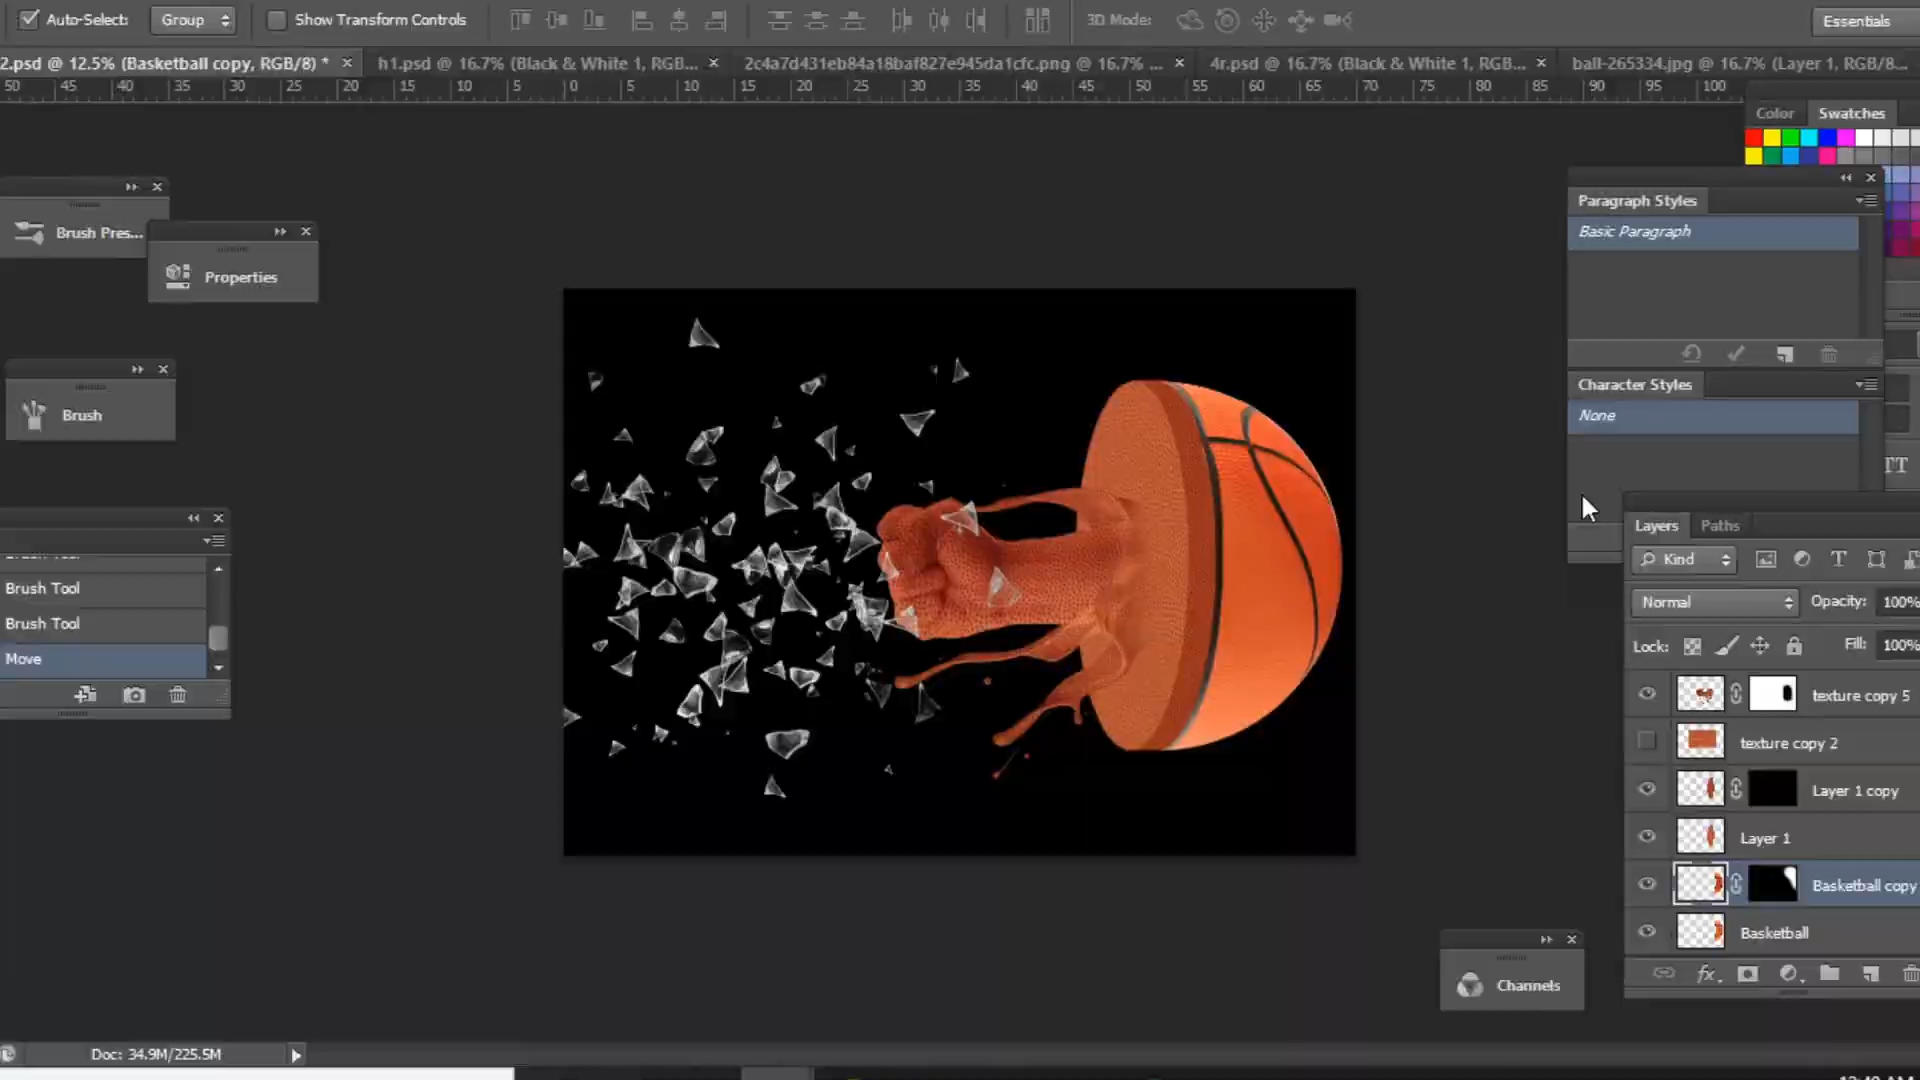 Auto-Select:
Group
Show Transform Controls
3D Mode:
Essentials
2.psd @ 12.5% (Basketball copy, RGB/8) *
h1.psd @ 16.7% (Black & White 1, RGB...
2c4a7d431eb84a18baf827e945da1cfc.png @ 16.7% ...
4r.psd @ 16.7% (Black & White 1, RGB...
ball-265334.jpg @ 16.7% (Layer 1, RGB/8...
50 45 40 35 30 25 20 15 10 5 0 5 10 15 20 25 30 35 40 45 50 55 60 65 70 75 80 85 90 95 100
Color
Swatches
Brush Pres...
Properties
Brush
Paragraph Styles
Basic Paragraph
Character Styles
None
TT
Brush Tool
Brush Tool
Move
Layers
Paths
Kind
T
Normal
Opacity:
100%
Lock:
Fill:
100%
texture copy 5
texture copy 2
Layer 1 copy
Layer 1
Basketball copy
Basketball
fx
Channels
Doc: 34.9M/225.5M